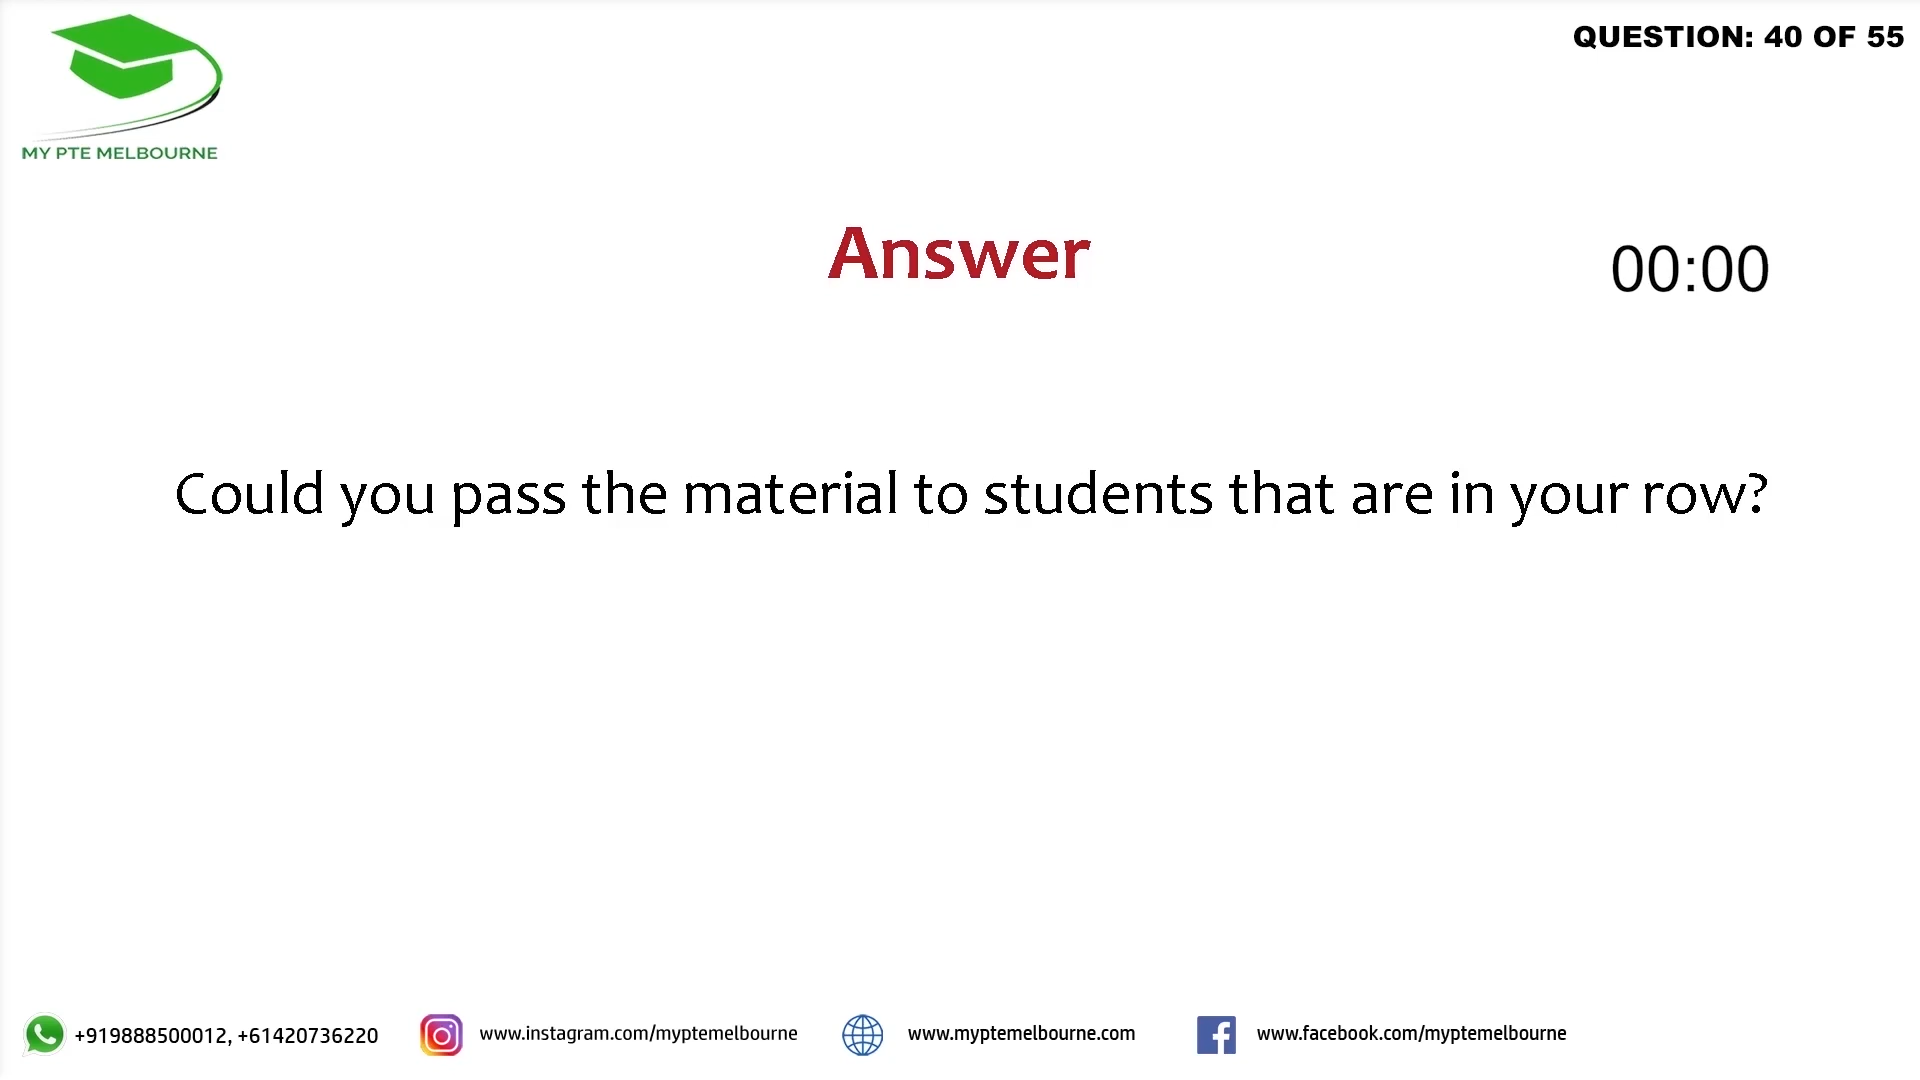 QUESTION: 40 OF 55
MY PTE MELBOURNE
Answer
00:00
Could you pass the material to students that are in your row?
+919888500012, +61420736220
www.instagram.com/myptemelbourne
www.myptemelbourne.com
www.facebook.com/myptemelbourne